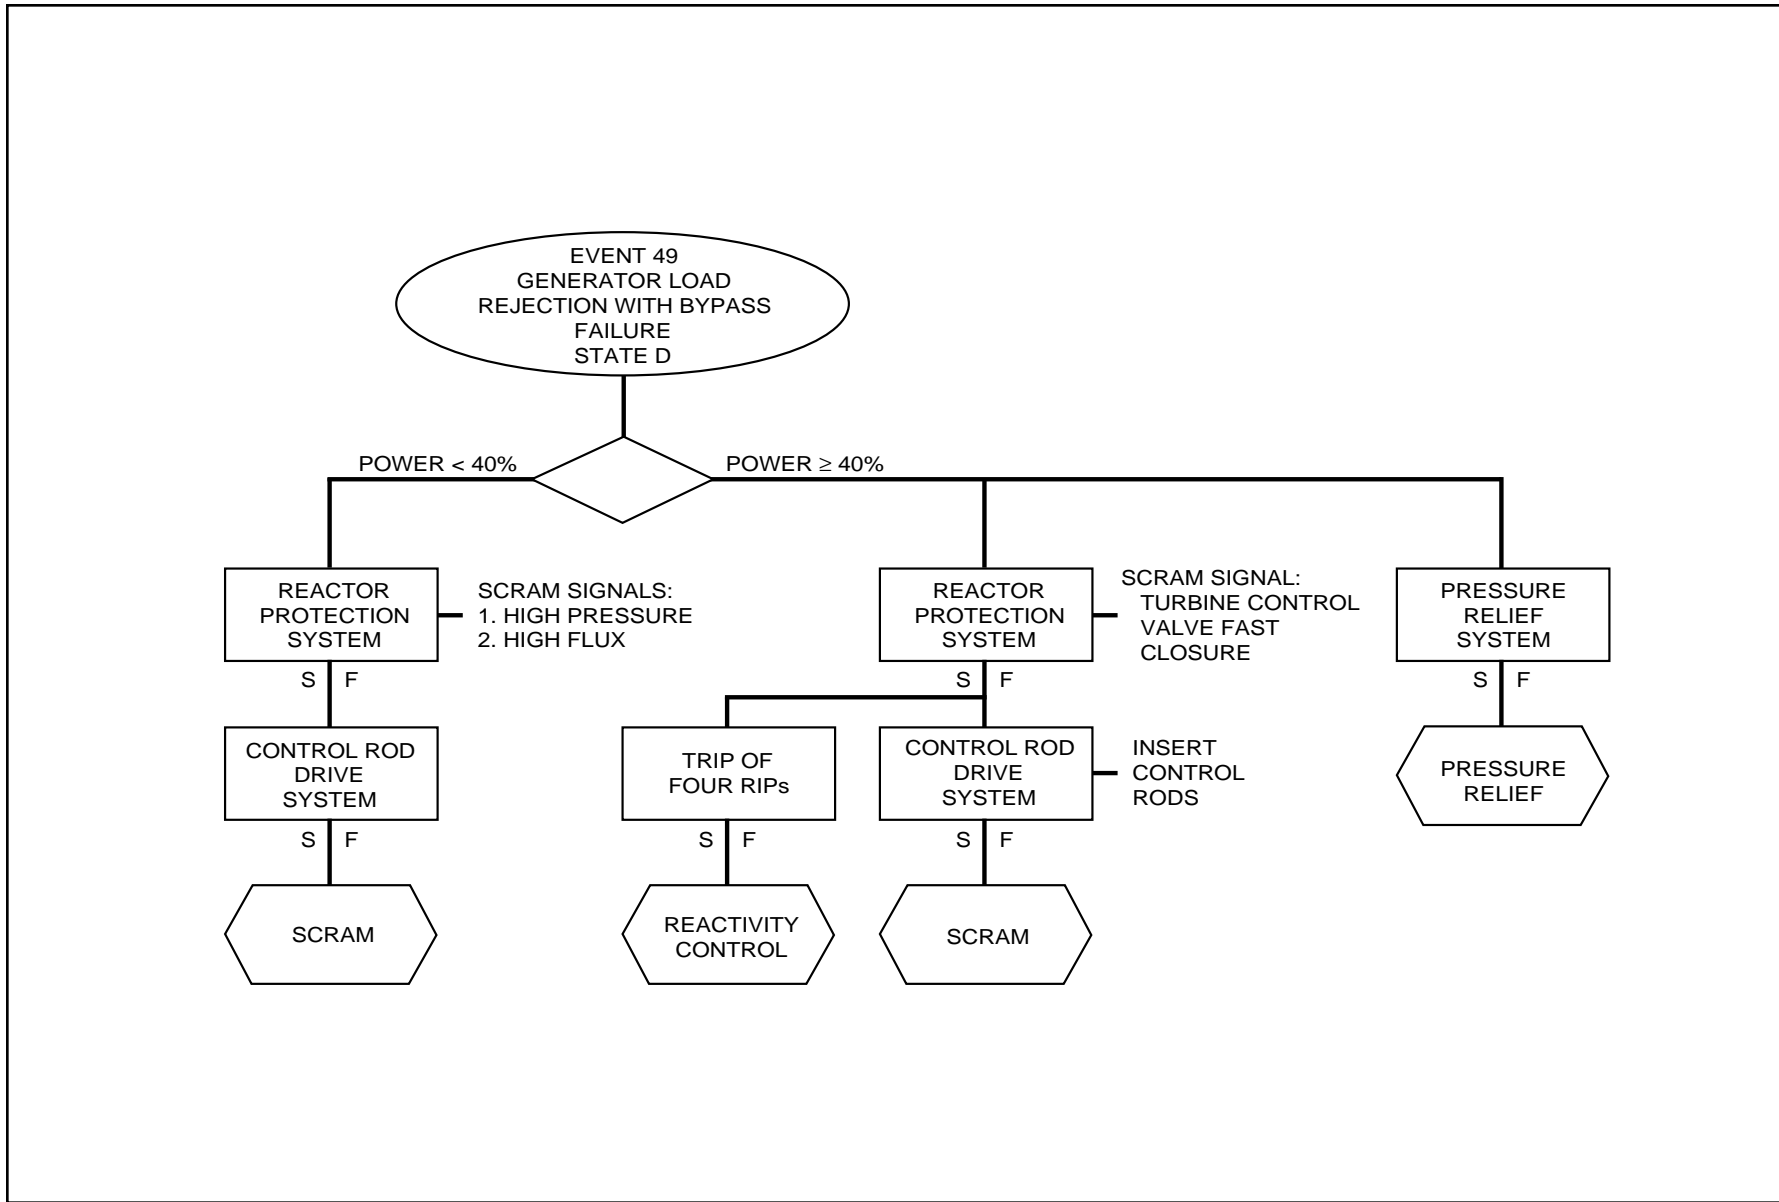 EVENT 49
GENERATOR LOAD
REJECTION WITH BYPASS
FAILURE
STATE D
POWER < 40%
POWER ≥ 40%
REACTOR
PROTECTION
SYSTEM
SCRAM SIGNALS:
1. HIGH PRESSURE
2. HIGH FLUX
REACTOR
PROTECTION
SYSTEM
SCRAM SIGNAL:
TURBINE CONTROL
VALVE FAST
CLOSURE
PRESSURE
RELIEF
SYSTEM
S F
S F
S F
CONTROL ROD
DRIVE
SYSTEM
TRIP OF
FOUR RIPs
CONTROL ROD
DRIVE
SYSTEM
INSERT
CONTROL
RODS
PRESSURE
RELIEF
S F
S F
S F
SCRAM
REACTIVITY
CONTROL
SCRAM